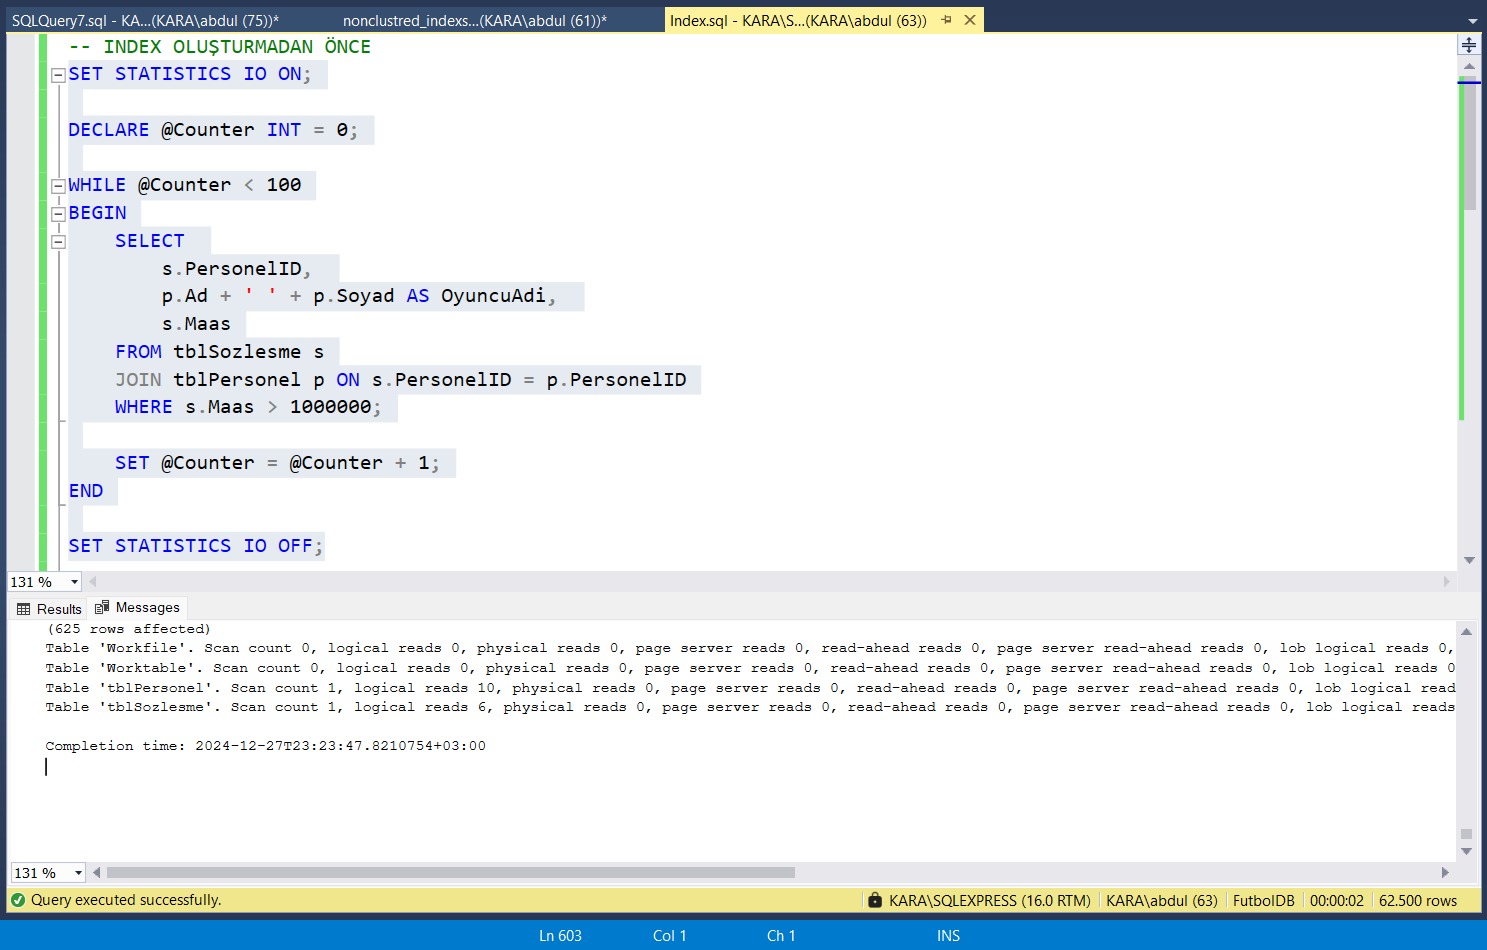 SQLQuery7.sql - KA...(KARA\abdul (75))* nonclustred_indexs...(KARA\abdul (61))* Index.sql - KARA\S...(KARA\abdul (63))
-- INDEX OLUŞTURMADAN ÖNCE
SET STATISTICS IO ON;
DECLARE @Counter INT = 0;
WHILE @Counter < 100
BEGIN
SELECT
s.PersonelID,
p.Ad + ' ' + p.Soyad AS OyuncuAdi,
s.Maas
FROM tblSozlesme s
JOIN tblPersonel p ON s.PersonelID = p.PersonelID
WHERE s.Maas > 1000000;
SET @Counter = @Counter + 1;
END
SET STATISTICS IO OFF;
131 %
Results Messages
(625 rows affected)
Table 'Workfile'. Scan count 0, logical reads 0, physical reads 0, page server reads 0, read-ahead reads 0, page server read-ahead reads 0, lob logical reads 0,
Table 'Worktable'. Scan count 0, logical reads 0, physical reads 0, page server reads 0, read-ahead reads 0, page server read-ahead reads 0, lob logical reads 0
Table 'tblPersonel'. Scan count 1, logical reads 10, physical reads 0, page server reads 0, read-ahead reads 0, page server read-ahead reads 0, lob logical read
Table 'tblSozlesme'. Scan count 1, logical reads 6, physical reads 0, page server reads 0, read-ahead reads 0, page server read-ahead reads 0, lob logical reads
Completion time: 2024-12-27T23:23:47.8210754+03:00
131 %
Query executed successfully. KARA\SQLEXPRESS (16.0 RTM) KARA\abdul (63) FutbolDB 00:00:02 62.500 rows
Ln 603 Col 1 Ch 1 INS